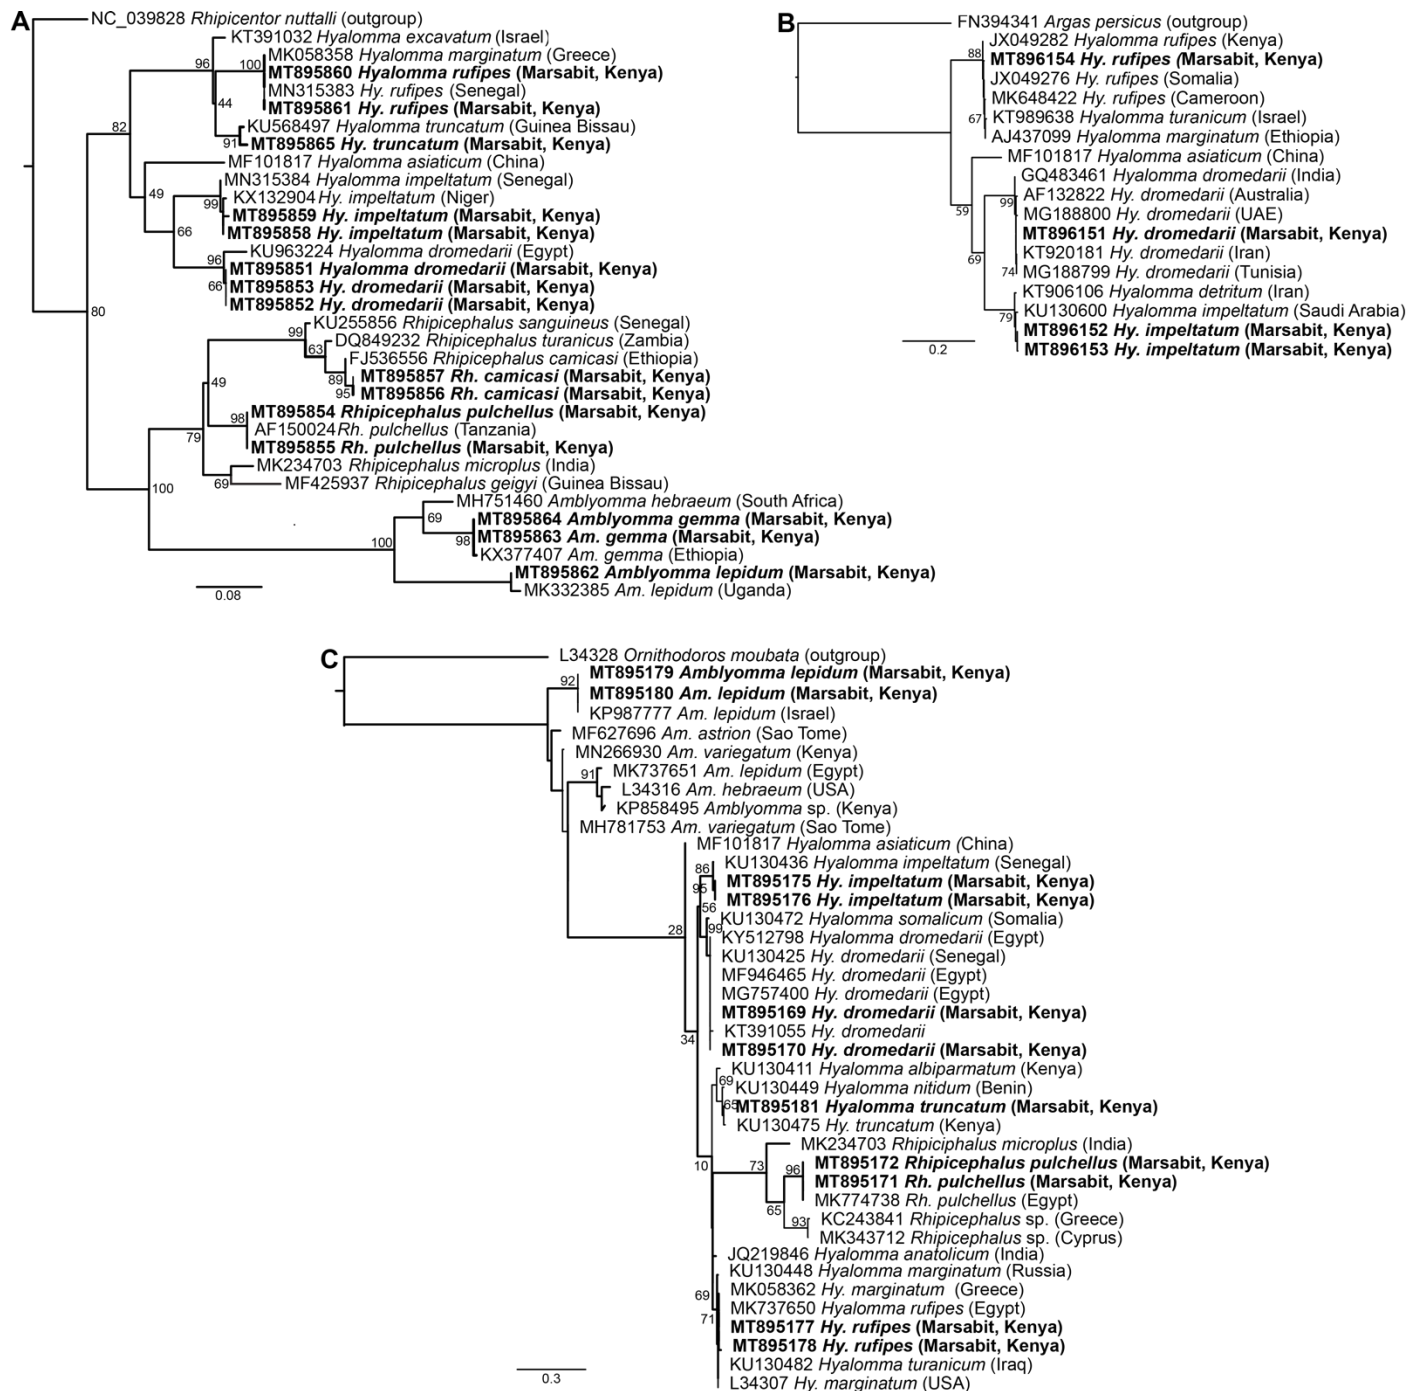 A
NC_039828 Rhipicentor nuttalli (outgroup)
KT391032 Hyalomma excavatum (Israel)
MK058358 Hyalomma marginatum (Greece)
MT895860 Hyalomma rufipes (Marsabit, Kenya)
MN315383 Hy. rufipes (Senegal)
MT895861 Hy. rufipes (Marsabit, Kenya)
KU568497 Hyalomma truncatum (Guinea Bissau)
MT895865 Hy. truncatum (Marsabit, Kenya)
MF101817 Hyalomma asiaticum (China)
MN315384 Hyalomma impeltatum (Senegal)
KX132904 Hy. impeltatum (Niger)
MT895859 Hy. impeltatum (Marsabit, Kenya)
MT895858 Hy. impeltatum (Marsabit, Kenya)
KU963224 Hyalomma dromedarii (Egypt)
MT895851 Hyalomma dromedarii (Marsabit, Kenya)
MT895853 Hy. dromedarii (Marsabit, Kenya)
MT895852 Hy. dromedarii (Marsabit, Kenya)
KU255856 Rhipicephalus sanguineus (Senegal)
DQ849232 Rhipicephalus turanicus (Zambia)
FJ536556 Rhipicephalus camicasi (Ethiopia)
MT895857 Rh. camicasi (Marsabit, Kenya)
MT895856 Rh. camicasi (Marsabit, Kenya)
MT895854 Rhipicephalus pulchellus (Marsabit, Kenya)
AF150024 Rh. pulchellus (Tanzania)
MT895855 Rh. pulchellus (Marsabit, Kenya)
MK234703 Rhipicephalus microplus (India)
MF425937 Rhipicephalus geigyi (Guinea Bissau)
MH751460 Amblyomma hebraeum (South Africa)
MT895864 Amblyomma gemma (Marsabit, Kenya)
MT895863 Am. gemma (Marsabit, Kenya)
KX377407 Am. gemma (Ethiopia)
MT895862 Amblyomma lepidum (Marsabit, Kenya)
MK332385 Am. lepidum (Uganda)
96
100
44
91
82
49
99
66
96
66
80
99
63
89
95
49
98
79
69
100
69
98
100
0.08
B
FN394341 Argas persicus (outgroup)
JX049282 Hyalomma rufipes (Kenya)
MT896154 Hy. rufipes (Marsabit, Kenya)
JX049276 Hy. rufipes (Somalia)
MK648422 Hy. rufipes (Cameroon)
KT989638 Hyalomma turanicum (Israel)
AJ437099 Hyalomma marginatum (Ethiopia)
MF101817 Hyalomma asiaticum (China)
GQ483461 Hyalomma dromedarii (India)
AF132822 Hy. dromedarii (Australia)
MG188800 Hy. dromedarii (UAE)
MT896151 Hy. dromedarii (Marsabit, Kenya)
KT920181 Hy. dromedarii (Iran)
MG188799 Hy. dromedarii (Tunisia)
KT906106 Hyalomma detritum (Iran)
KU130600 Hyalomma impeltatum (Saudi Arabia)
MT896152 Hy. impeltatum (Marsabit, Kenya)
MT896153 Hy. impeltatum (Marsabit, Kenya)
88
67
99
59
69
74
79
0.2
C
L34328 Ornithodoros moubata (outgroup)
MT895179 Amblyomma lepidum (Marsabit, Kenya)
MT895180 Am. lepidum (Marsabit, Kenya)
KP987777 Am. lepidum (Israel)
MF627696 Am. astrion (Sao Tome)
MN266930 Am. variegatum (Kenya)
MK737651 Am. lepidum (Egypt)
L34316 Am. hebraeum (USA)
KP858495 Amblyomma sp. (Kenya)
MH781753 Am. variegatum (Sao Tome)
MF101817 Hyalomma asiaticum (China)
KU130436 Hyalomma impeltatum (Senegal)
MT895175 Hy. impeltatum (Marsabit, Kenya)
MT895176 Hy. impeltatum (Marsabit, Kenya)
KU130472 Hyalomma somalicum (Somalia)
KY512798 Hyalomma dromedarii (Egypt)
KU130425 Hy. dromedarii (Senegal)
MF946465 Hy. dromedarii (Egypt)
MG757400 Hy. dromedarii (Egypt)
MT895169 Hy. dromedarii (Marsabit, Kenya)
KT391055 Hy. dromedarii
MT895170 Hy. dromedarii (Marsabit, Kenya)
KU130411 Hyalomma albiparmatum (Kenya)
KU130449 Hyalomma nitidum (Benin)
MT895181 Hyalomma truncatum (Marsabit, Kenya)
KU130475 Hy. truncatum (Kenya)
MK234703 Rhipiciphalus microplus (India)
MT895172 Rhipicephalus pulchellus (Marsabit, Kenya)
MT895171 Rh. pulchellus (Marsabit, Kenya)
MK774738 Rh. pulchellus (Egypt)
KC243841 Rhipicephalus sp. (Greece)
MK343712 Rhipicephalus sp. (Cyprus)
JQ219846 Hyalomma anatolicum (India)
KU130448 Hyalomma marginatum (Russia)
MK058362 Hy. marginatum (Greece)
MK737650 Hyalomma rufipes (Egypt)
MT895177 Hy. rufipes (Marsabit, Kenya)
MT895178 Hy. rufipes (Marsabit, Kenya)
KU130482 Hyalomma turanicum (Iraq)
L34307 Hy. marginatum (USA)
92
91
86
95
56
99
28
34
69
65
10
73
96
65
93
69
71
0.3